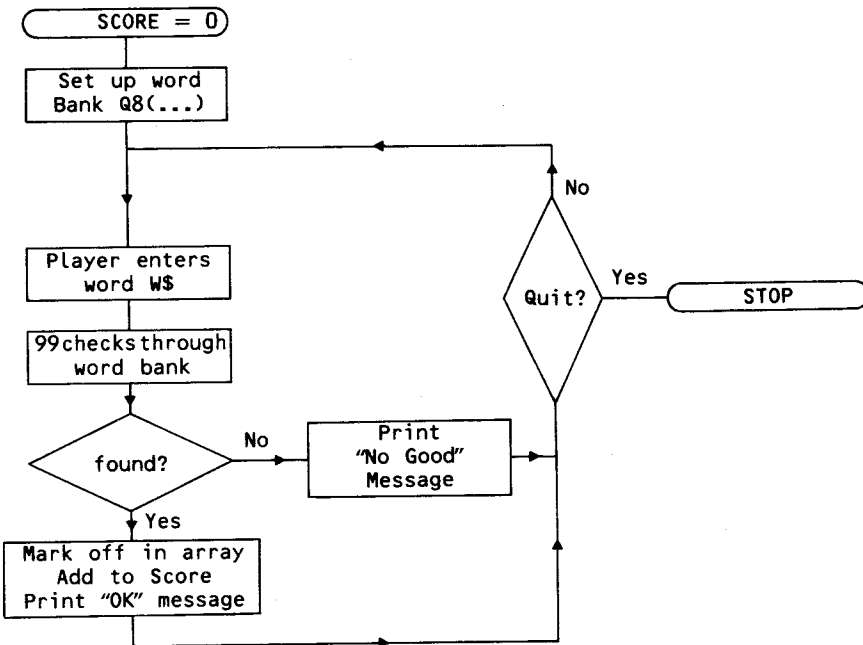 SCORE = 0
Set up word
Bank Q8(...)
Player enters
word W$
99 checks through
word bank
found?
No
Print
"No Good"
Message
Yes
Mark off in array
Add to Score
Print "OK" message
Quit?
No
Yes
STOP